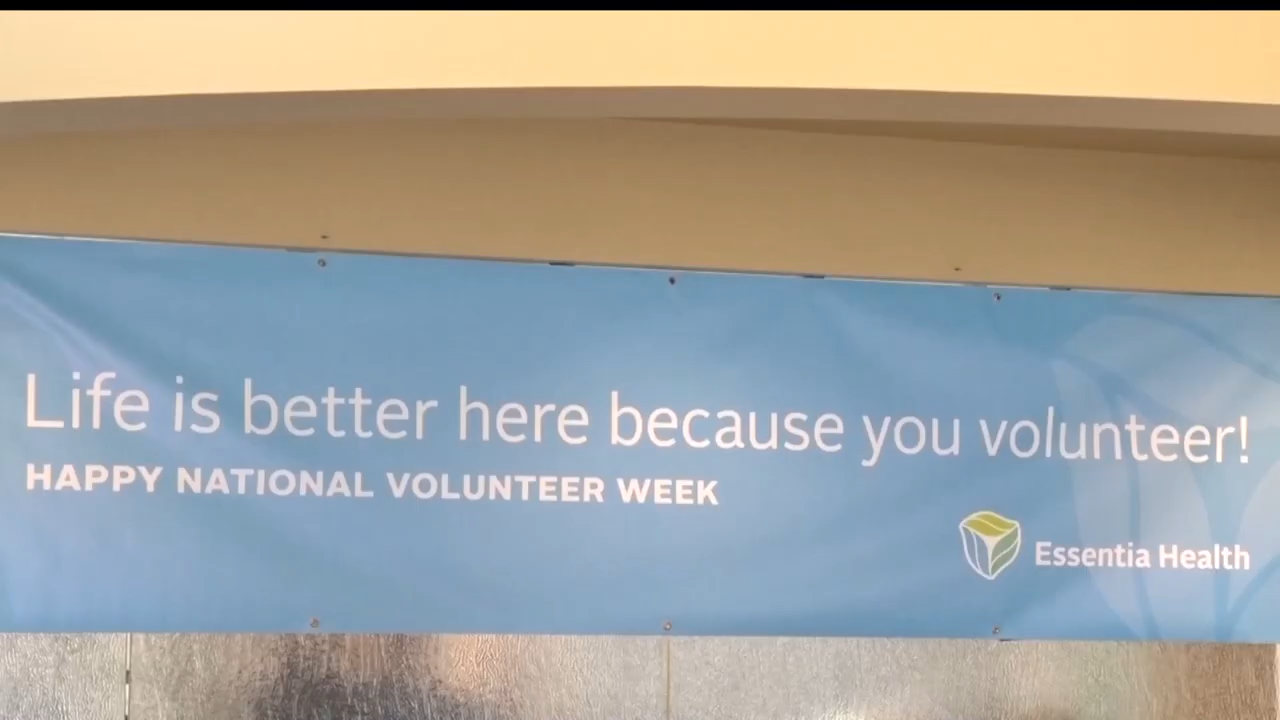 Life is better here because you volunteer!
HAPPY NATIONAL VOLUNTEER WEEK
Essentia Health